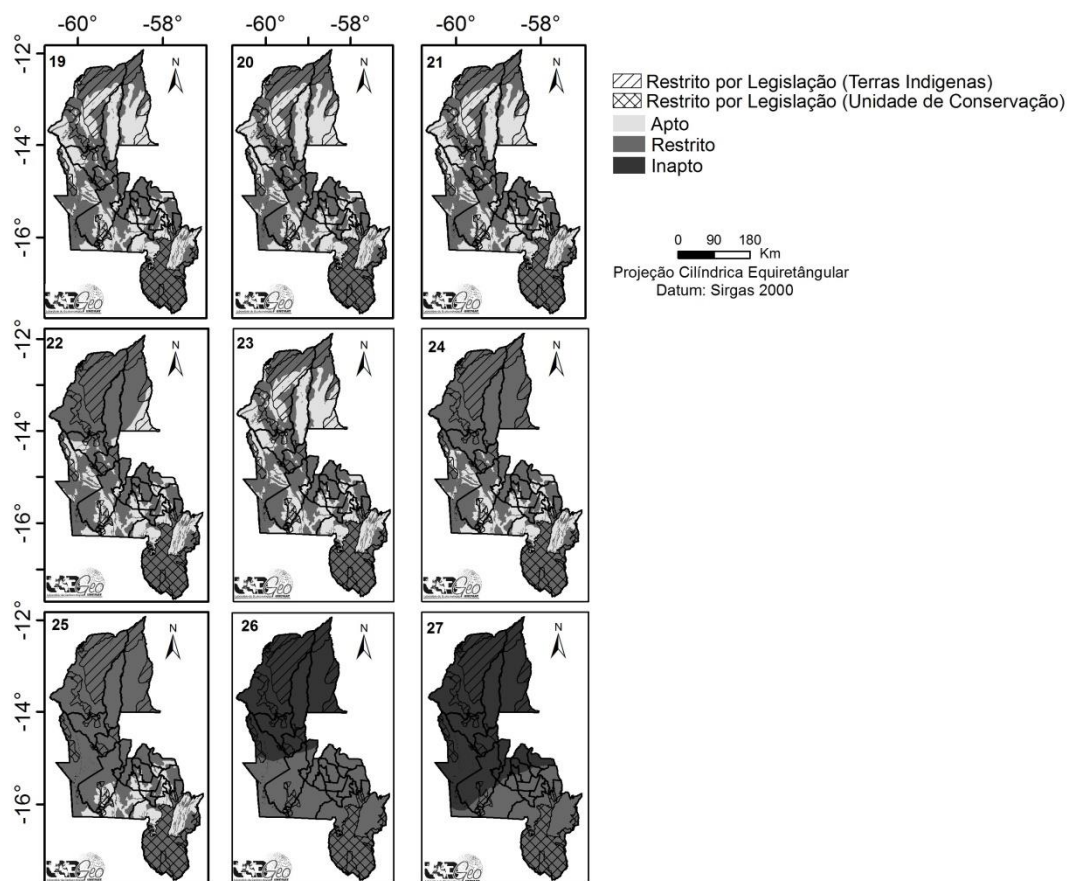 -60° -58° -60° -58° -60° -58°
-12° 19 N 20 N 21 N
-14°
-16°
Restrito por Legislação (Terras Indigenas)
Restrito por Legislação (Unidade de Conservação)
Apto
Restrito
Inapto
0 90 180
Km
Projeção Cilíndrica Equiretângular
Datum: Sirgas 2000
-12° 22 N 23 N 24 N
-14°
-16°
-12° 25 N 26 N 27 N
-14°
-16°